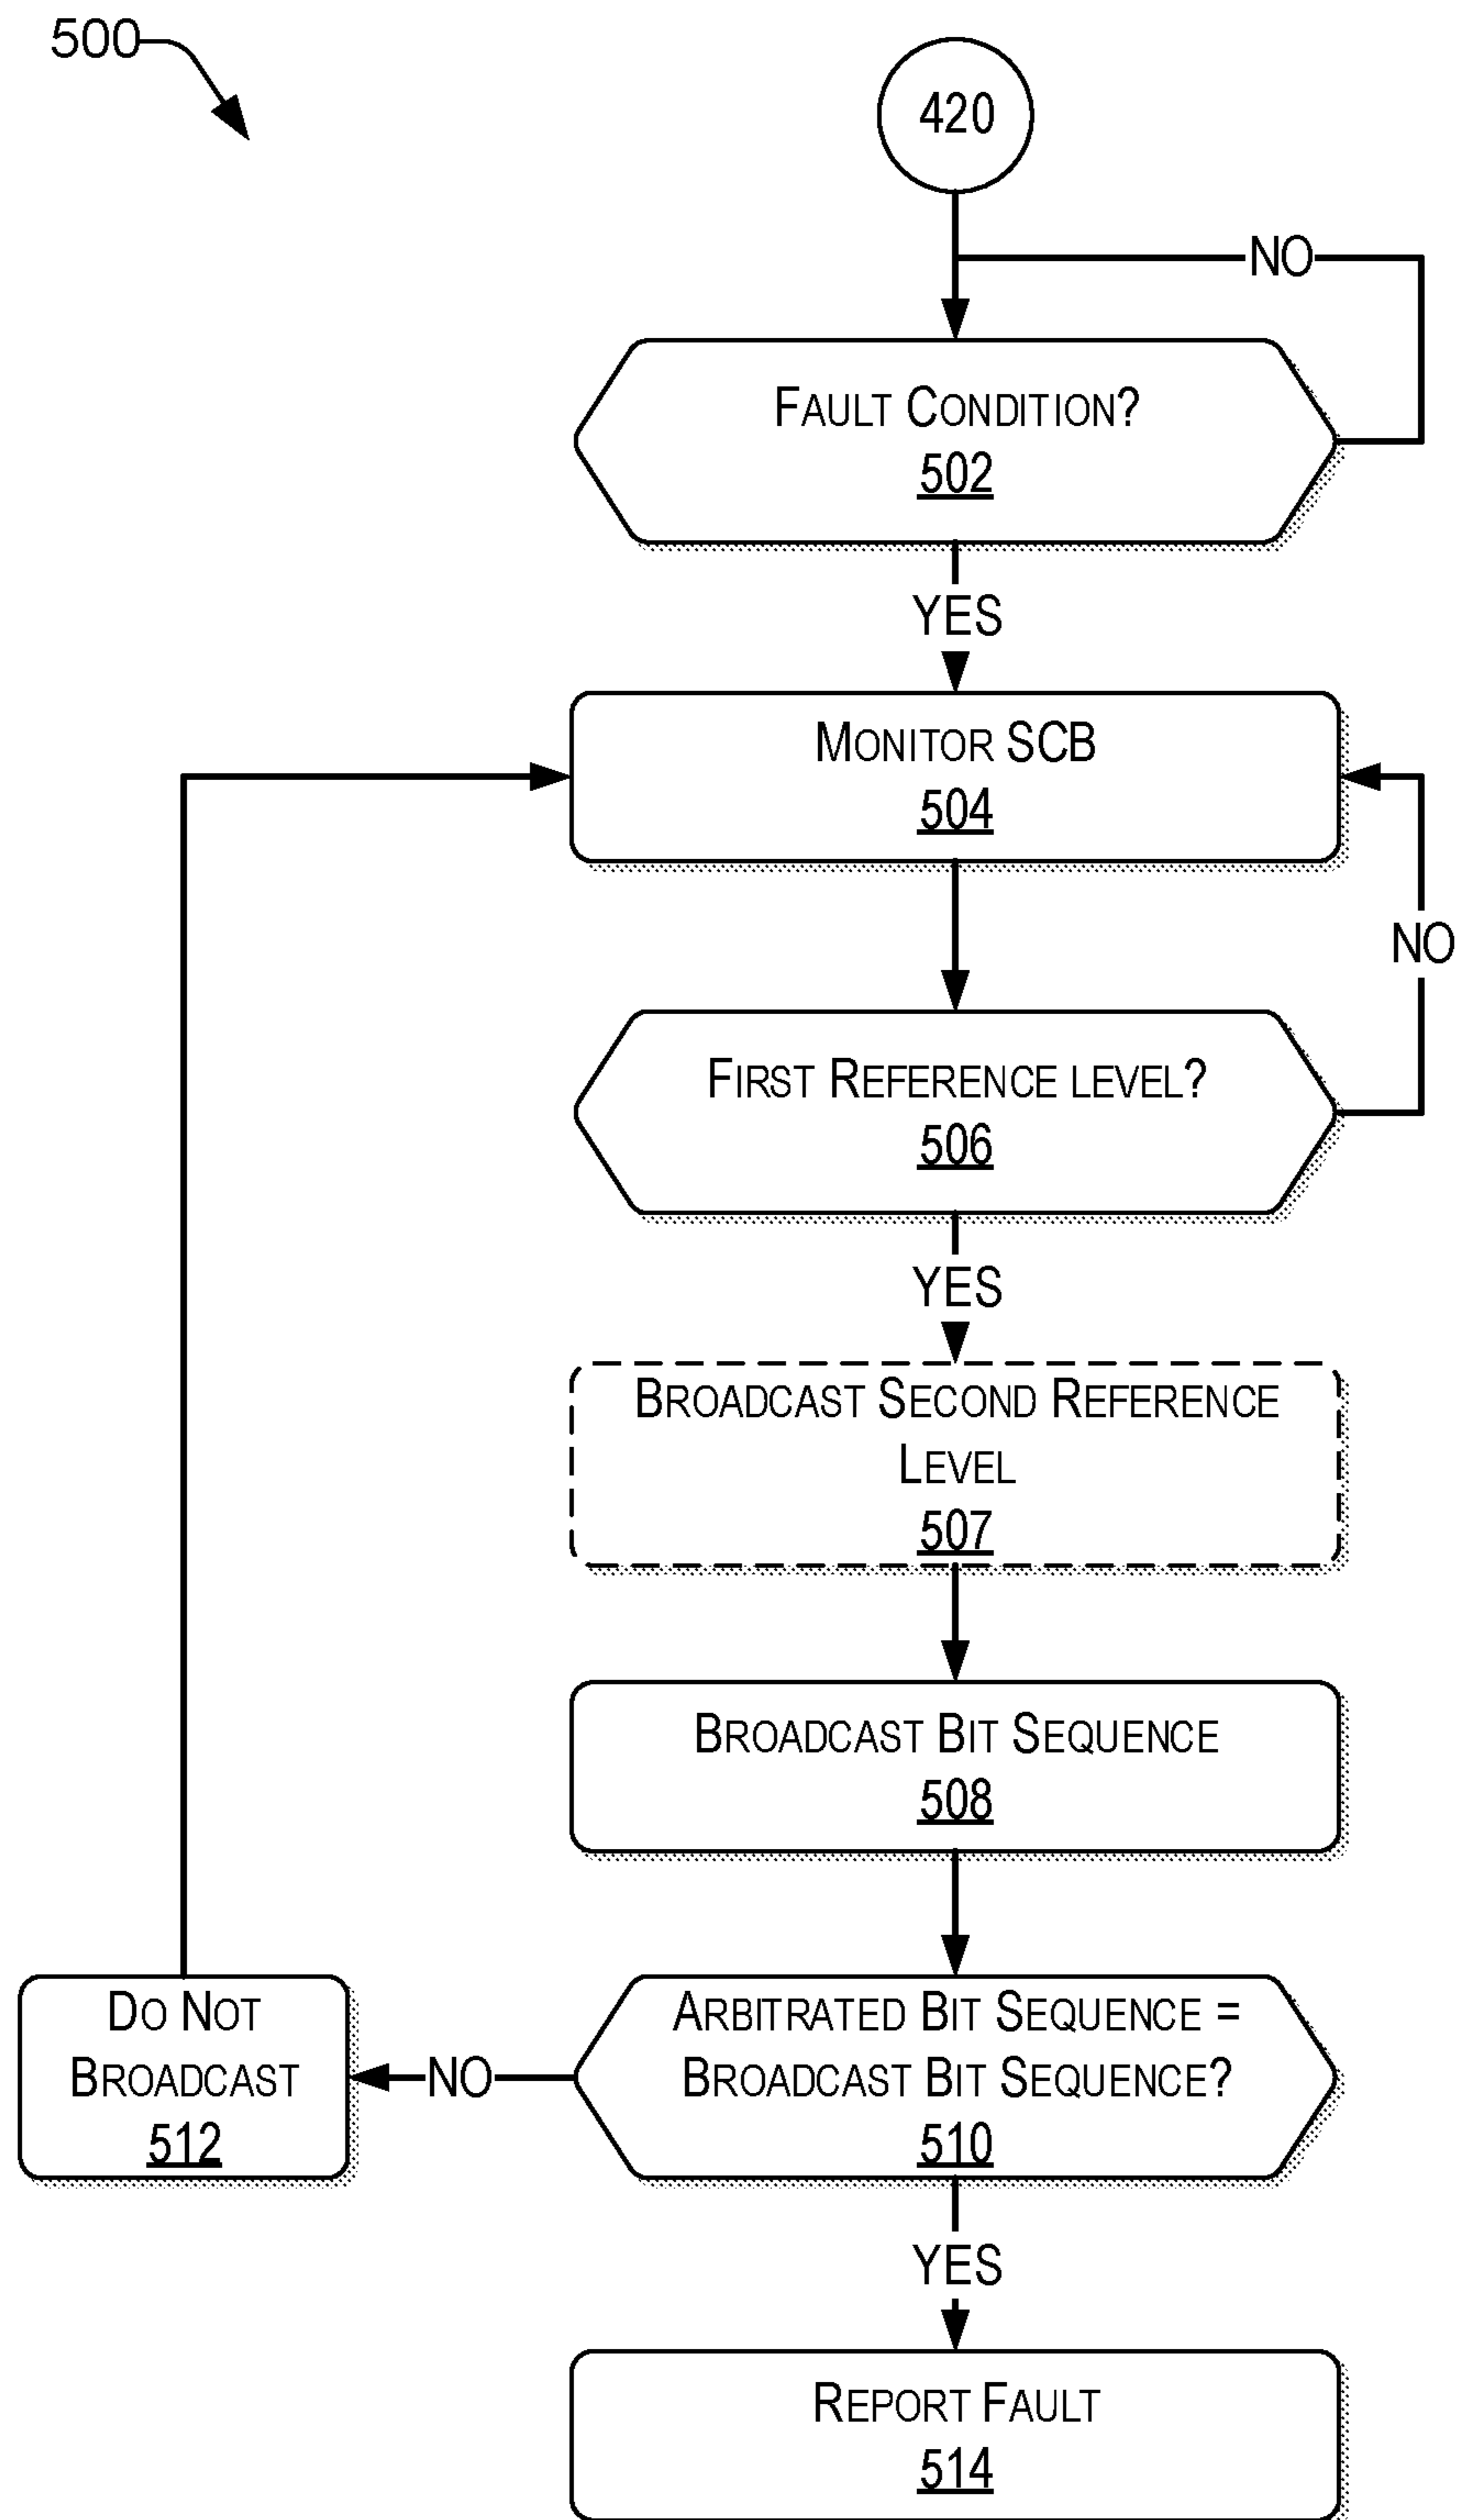 500
420
NO
FAULT CONDITION?
502
YES
MONITOR SCB
504
NO
FIRST REFERENCE LEVEL?
506
YES
BROADCAST SECOND REFERENCE
LEVEL
507
BROADCAST BIT SEQUENCE
508
ARBITRATED BIT SEQUENCE =
BROADCAST BIT SEQUENCE?
510
NO
DO NOT
BROADCAST
512
YES
REPORT FAULT
514